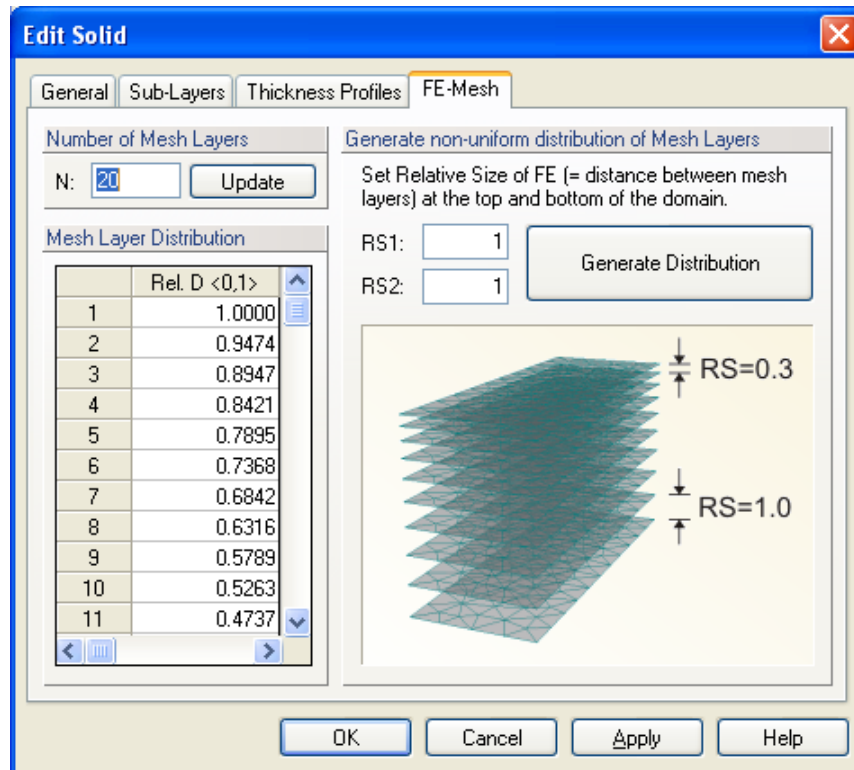 Edit Solid
General Sub-Layers Thickness Profiles FE-Mesh
Number of Mesh Layers
N: 20 Update
Mesh Layer Distribution
Rel. D <0,1>
1 1.0000
2 0.9474
3 0.8947
4 0.8421
5 0.7895
6 0.7368
7 0.6842
8 0.6316
9 0.5789
10 0.5263
11 0.4737
Generate non-uniform distribution of Mesh Layers
Set Relative Size of FE (= distance between mesh
layers) at the top and bottom of the domain.
RS1: 1
RS2: 1
Generate Distribution
RS=0.3
RS=1.0
OK Cancel Apply Help